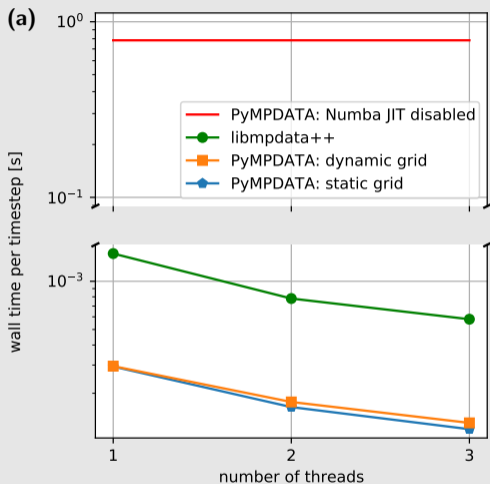 (a)
10⁰
PyMPDATA: Numba JIT disabled
libmpdata++
PyMPDATA: dynamic grid
PyMPDATA: static grid
10⁻¹
wall time per timestep [s]
10⁻³
1 2 3
number of threads